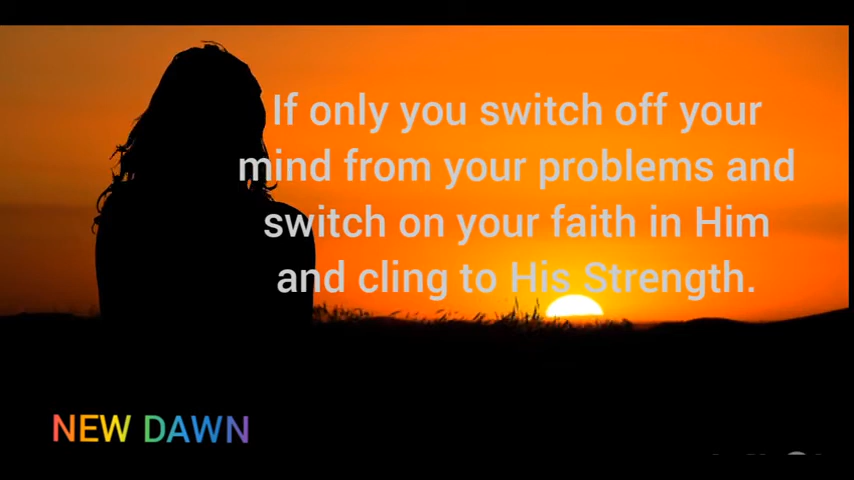 If only you switch off your
mind from your problems and
switch on your faith in Him
and cling to His Strength.
NEW DAWN